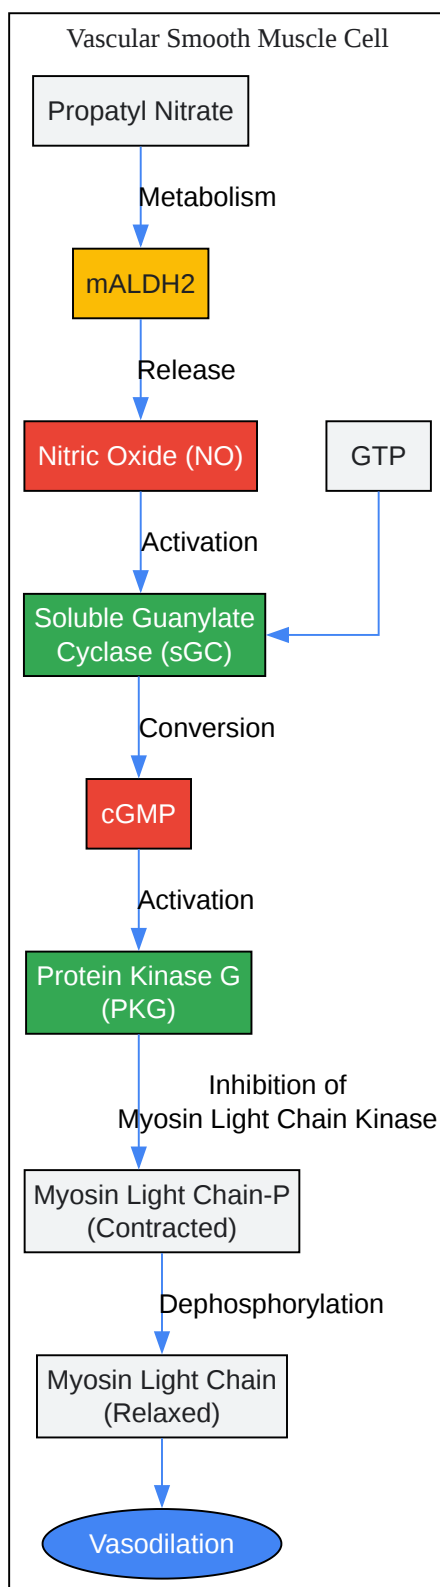 Vascular Smooth Muscle Cell
Propatyl Nitrate
Metabolism
mALDH2
Release
Nitric Oxide (NO)
GTP
Activation
Soluble Guanylate
Cyclase (sGC)
Conversion
cGMP
Activation
Protein Kinase G
(PKG)
Inhibition of
Myosin Light Chain Kinase
Myosin Light Chain-P
(Contracted)
Dephosphorylation
Myosin Light Chain
(Relaxed)
Vasodilation